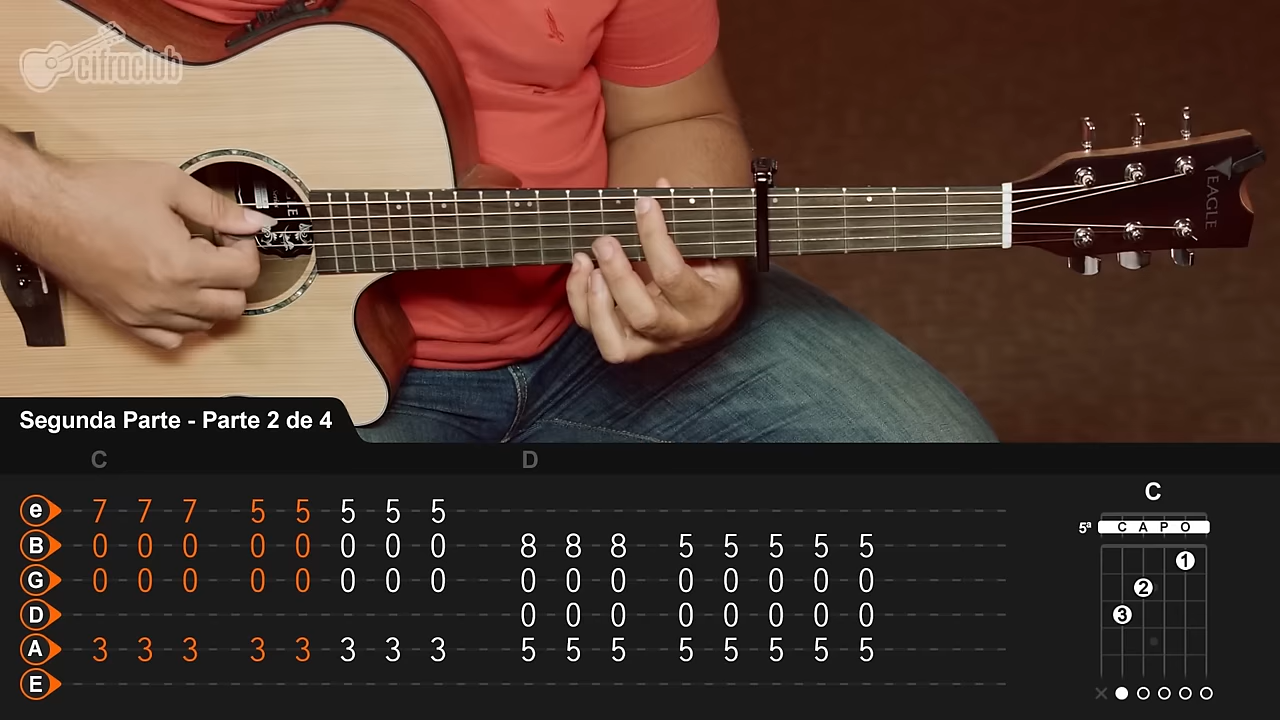 cifraclub
EAGLE
Segunda Parte - Parte 2 de 4
C D
e 7 7 7 5 5 5 5 5
B 0 0 0 0 0 0 0 0 8 8 8 5 5 5 5 5
G 0 0 0 0 0 0 0 0 0 0 0 0 0 0 0 0
D 0 0 0 0 0 0 0 0
A 3 3 3 3 3 3 3 3 5 5 5 5 5 5 5 5
E
C
5ª CAPO
1
2
3
X